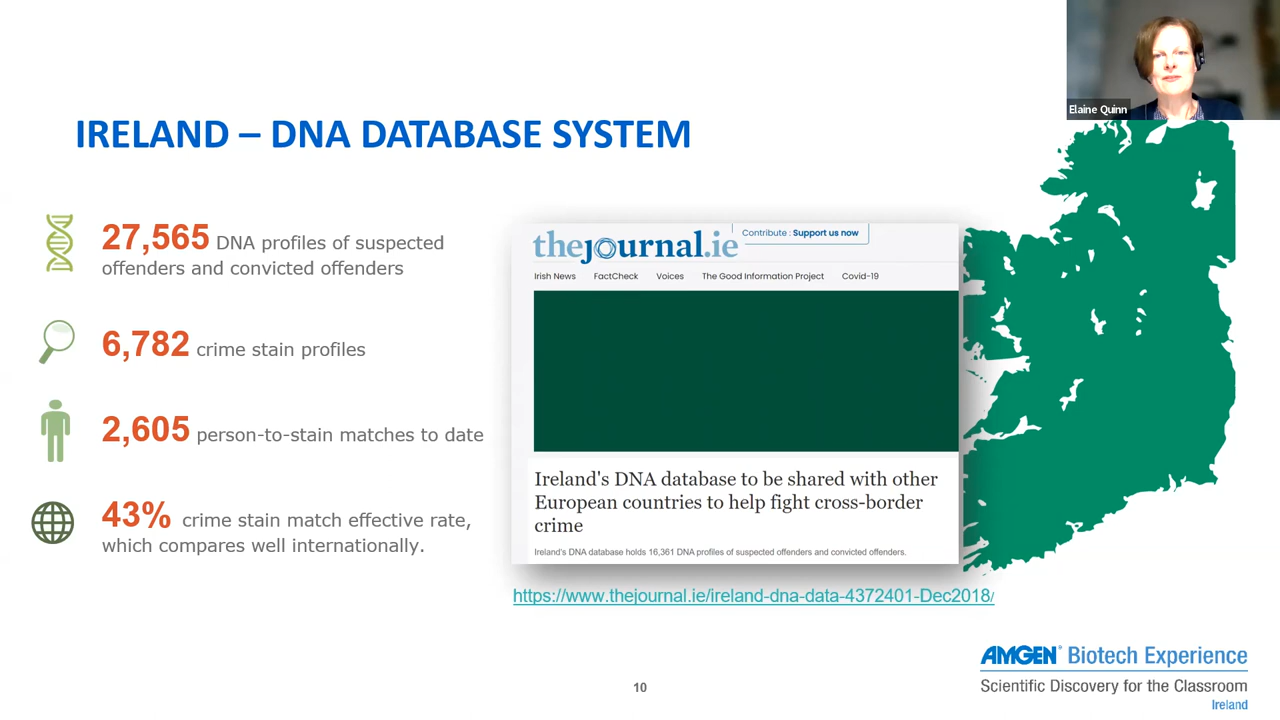 Elaine Quinn
IRELAND – DNA DATABASE SYSTEM
27,565 DNA profiles of suspected
offenders and convicted offenders
6,782 crime stain profiles
2,605 person-to-stain matches to date
43% crime stain match effective rate,
which compares well internationally.
thejournal.ie
Contribute : Support us now
Irish News FactCheck Voices The Good Information Project Covid-19
Ireland's DNA database to be shared with other
European countries to help fight cross-border
crime
Ireland's DNA database holds 16,361 DNA profiles of suspected offenders and convicted offenders.
https://www.thejournal.ie/ireland-dna-data-4372401-Dec2018/
AMGEN® Biotech Experience
Scientific Discovery for the Classroom
Ireland
10